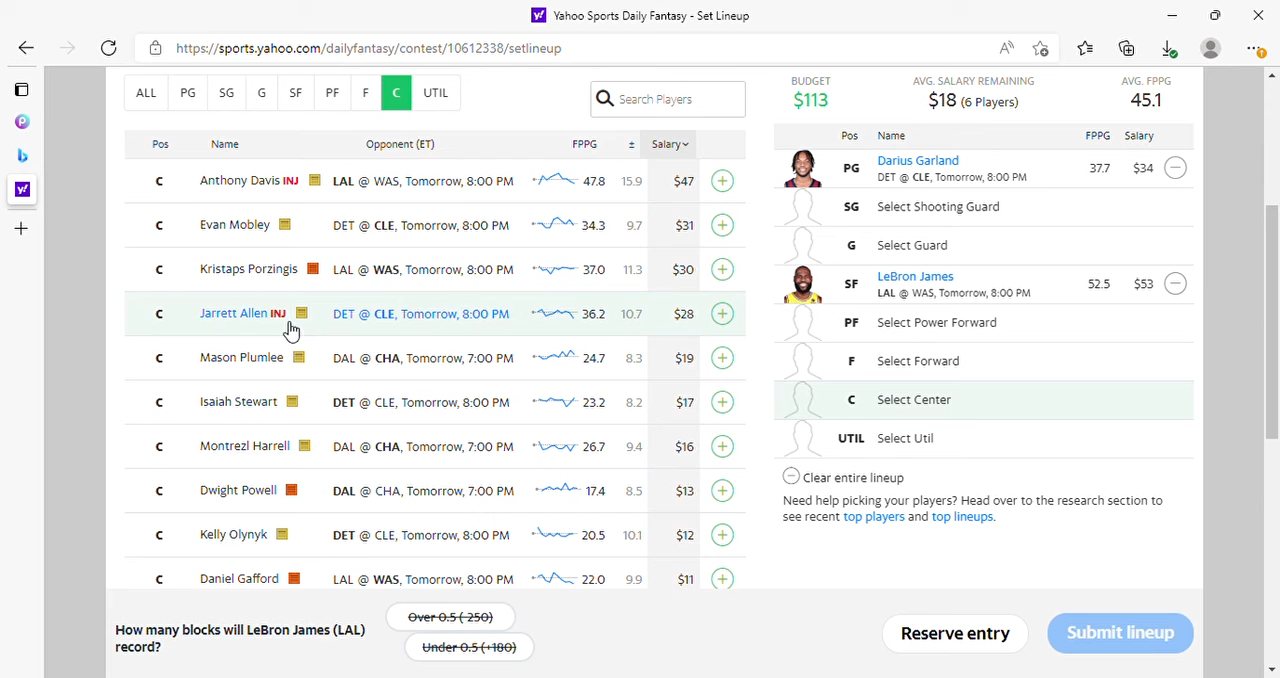 Yahoo Sports Daily Fantasy - Set Lineup
https://sports.yahoo.com/dailyfantasy/contest/10612338/setlineup
ALL PG SG G SF PF F C UTIL
Search Players
BUDGET AVG. SALARY REMAINING AVG. FPPG
$113 $18 (6 Players) 45.1
Pos Name Opponent (ET) FPPG ± Salary
C Anthony Davis INJ LAL @ WAS, Tomorrow, 8:00 PM 47.8 15.9 $47
C Evan Mobley DET @ CLE, Tomorrow, 8:00 PM 34.3 9.7 $31
C Kristaps Porzingis LAL @ WAS, Tomorrow, 8:00 PM 37.0 11.3 $30
C Jarrett Allen INJ DET @ CLE, Tomorrow, 8:00 PM 36.2 10.7 $28
C Mason Plumlee DAL @ CHA, Tomorrow, 7:00 PM 24.7 8.3 $19
C Isaiah Stewart DET @ CLE, Tomorrow, 8:00 PM 23.2 8.2 $17
C Montrezl Harrell DAL @ CHA, Tomorrow, 7:00 PM 26.7 9.4 $16
C Dwight Powell DAL @ CHA, Tomorrow, 7:00 PM 17.4 8.5 $13
C Kelly Olynyk DET @ CLE, Tomorrow, 8:00 PM 20.5 10.1 $12
C Daniel Gafford LAL @ WAS, Tomorrow, 8:00 PM 22.0 9.9 $11
Pos Name FPPG Salary
PG Darius Garland 37.7 $34
DET @ CLE, Tomorrow, 8:00 PM
SG Select Shooting Guard
G Select Guard
SF LeBron James 52.5 $53
LAL @ WAS, Tomorrow, 8:00 PM
PF Select Power Forward
F Select Forward
C Select Center
UTIL Select Util
Clear entire lineup
Need help picking your players? Head over to the research section to
see recent top players and top lineups.
How many blocks will LeBron James (LAL)
record?
Over 0.5 (-250)
Under 0.5 (+180)
Reserve entry
Submit lineup